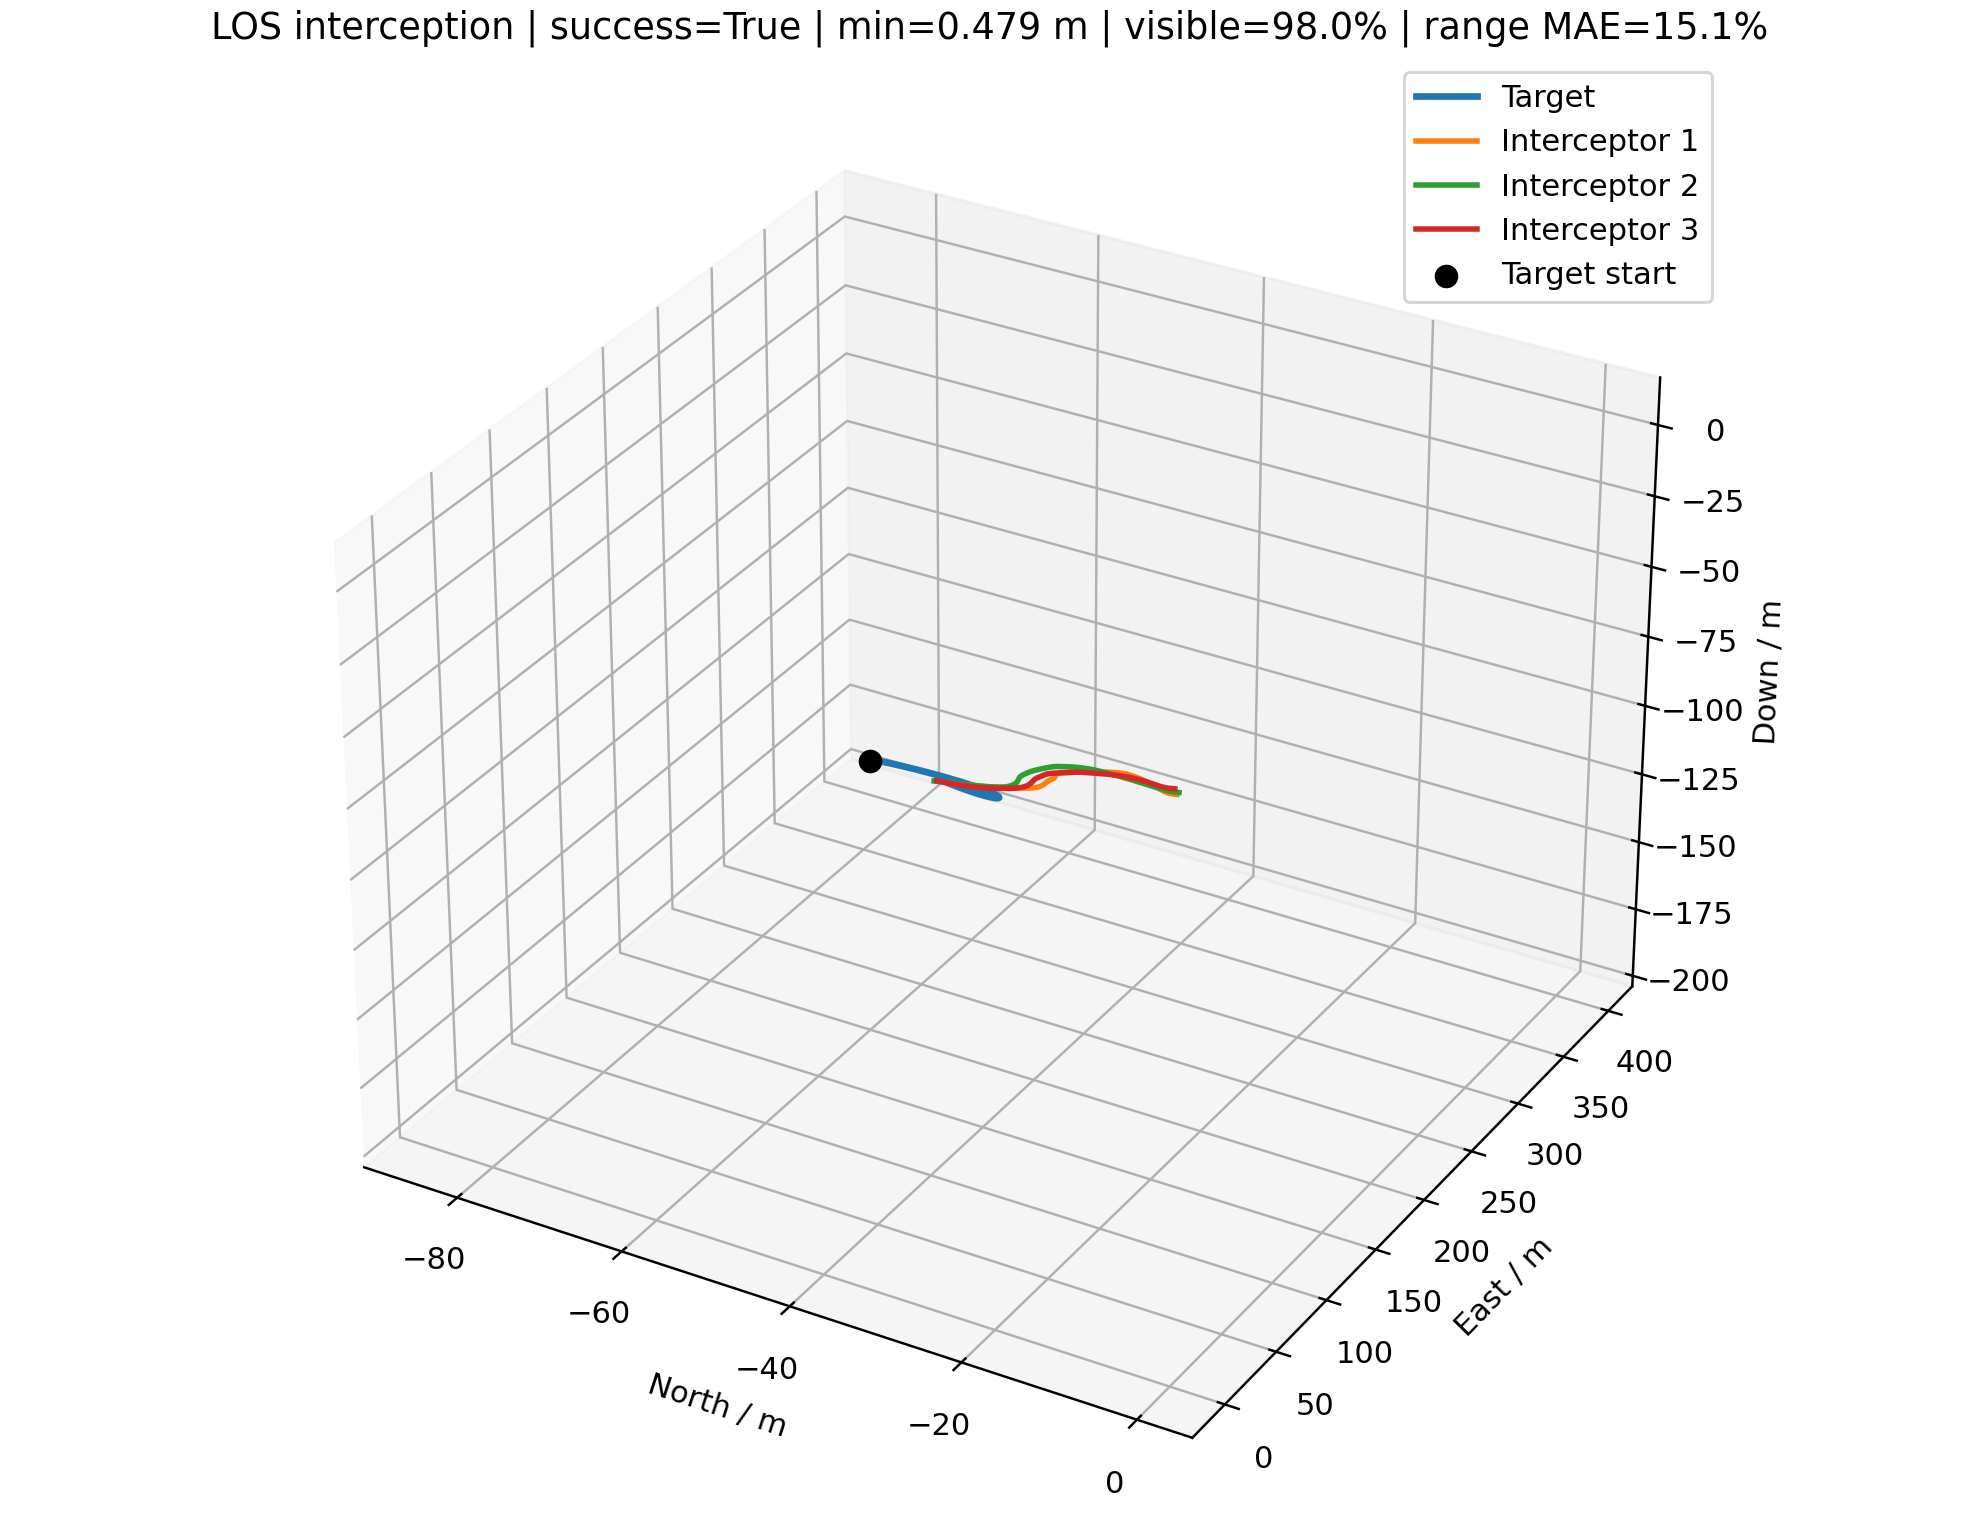 LOS interception | success=True | min=0.479 m | visible=98.0% | range MAE=15.1%
Target
Interceptor 1
Interceptor 2
Interceptor 3
Target start
0
−25
−50
−75
−100
−125
−150
−175
−200
Down / m
400
350
300
250
200
150
100
50
0
East / m
−80
−60
−40
−20
0
North / m